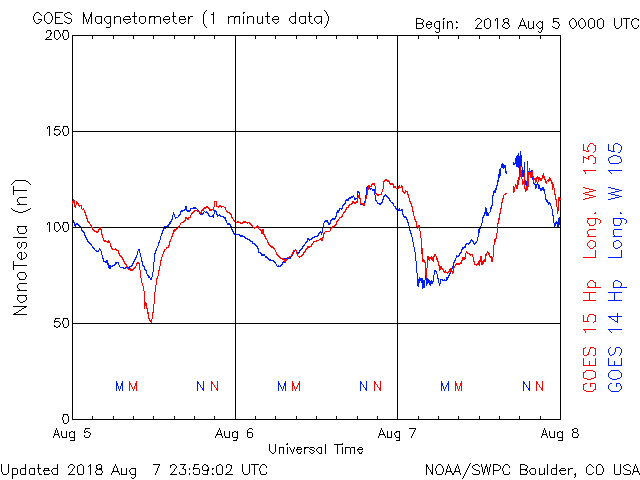 GOES Magnetometer (1 minute data)
Begin: 2018 Aug 5 0000 UTC
200
150
100
50
0
NanoTesla (nT)
M M N N M M N N M M N N
Aug 5 Aug 6 Aug 7 Aug 8
Universal Time
GOES 15 Hp Long. W 135
GOES 14 Hp Long. W 105
Updated 2018 Aug 7 23:59:02 UTC
NOAA/SWPC Boulder, CO USA